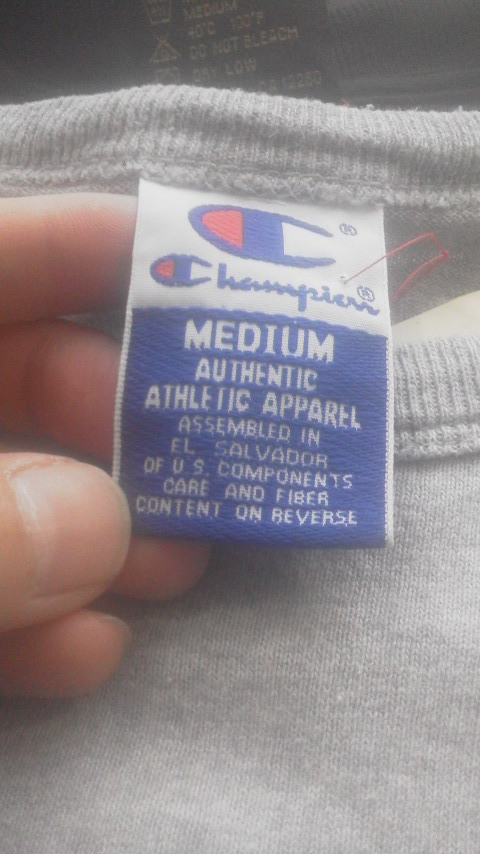 MEDIUM
40°C
DO NOT BLEACH
DRY LOW
Champion®
MEDIUM
AUTHENTIC
ATHLETIC APPAREL
ASSEMBLED IN
EL SALVADOR
OF U.S. COMPONENTS
CARE AND FIBER
CONTENT ON REVERSE